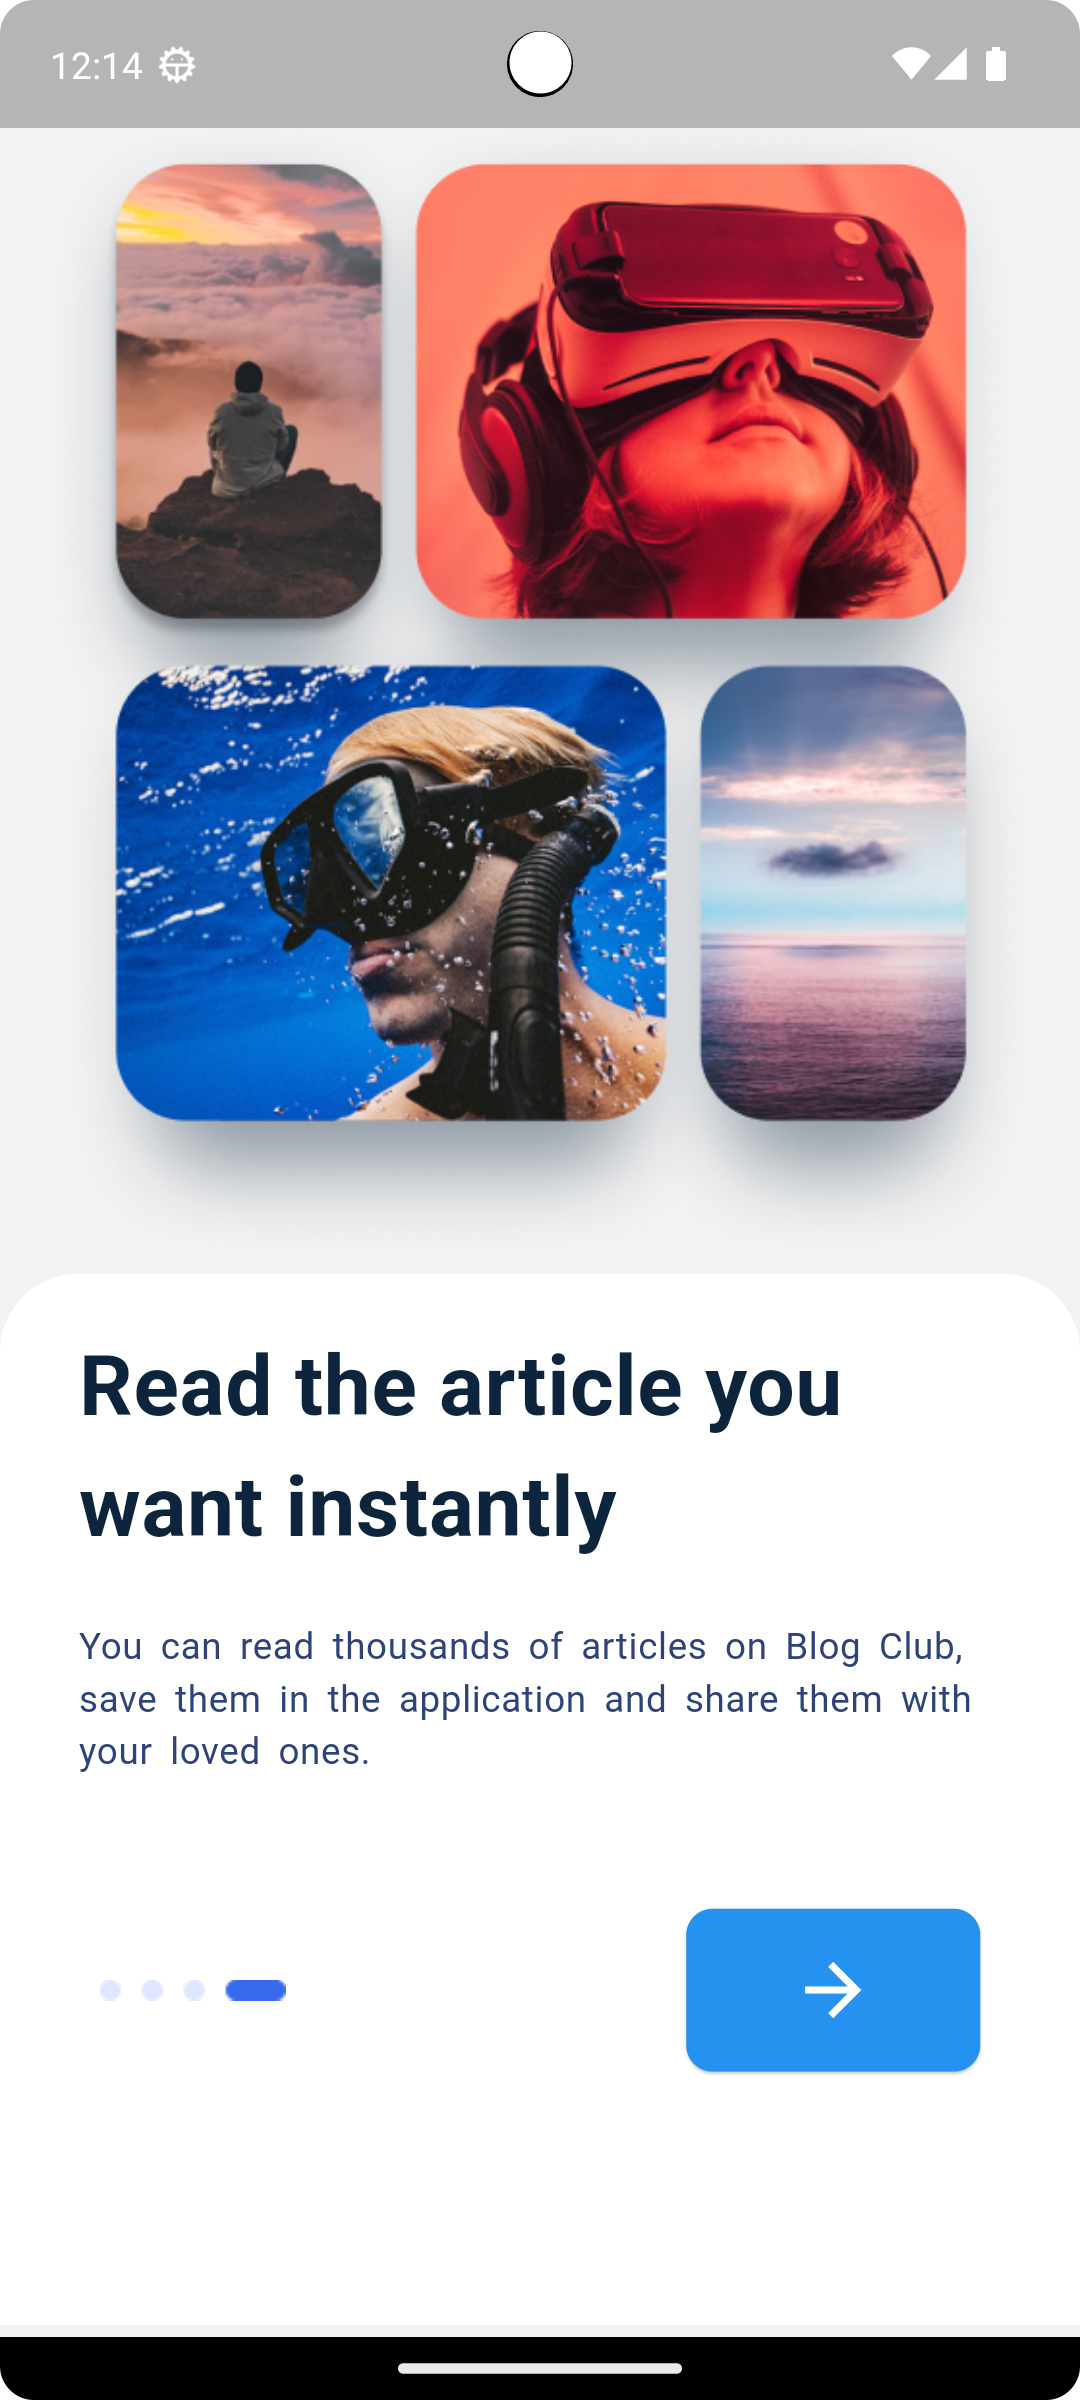 12:14
Read the article you
want instantly
You can read thousands of articles on Blog Club,
save them in the application and share them with
your loved ones.